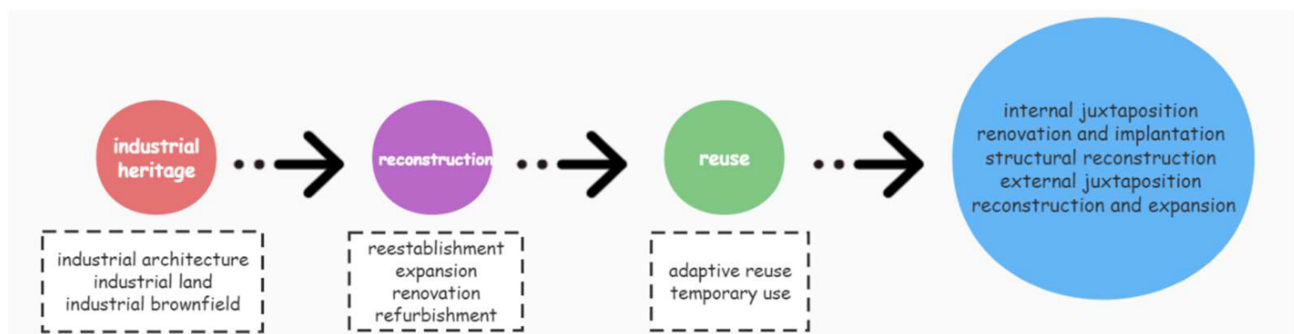 industrial
heritage
industrial architecture
industrial land
industrial brownfield
reconstruction
reestablishment
expansion
renovation
refurbishment
reuse
adaptive reuse
temporary use
internal juxtaposition
renovation and implantation
structural reconstruction
external juxtaposition
reconstruction and expansion